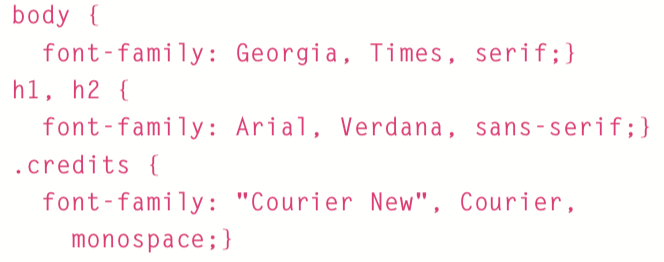 body {
  font-family: Georgia, Times, serif;}
h1, h2 {
  font-family: Arial, Verdana, sans-serif;}
.credits {
  font-family: "Courier New", Courier,
    monospace;}